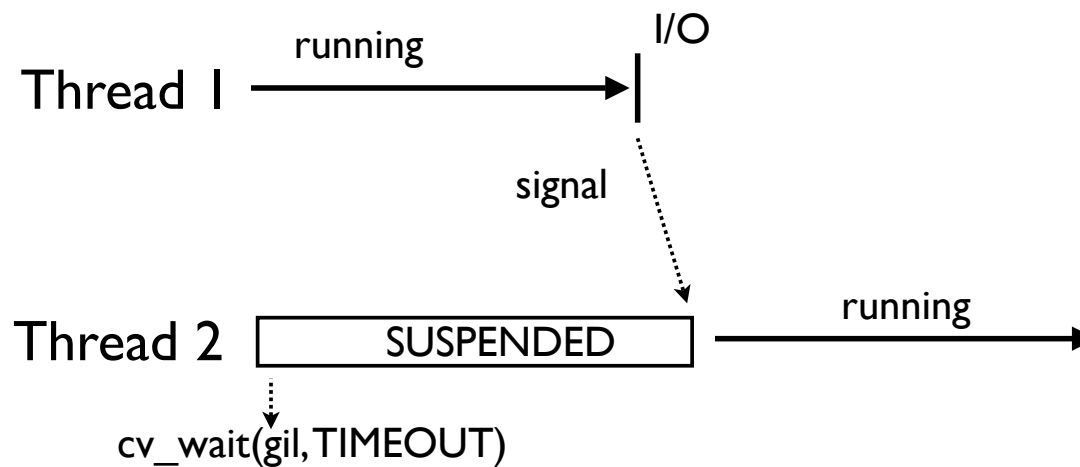 I/O
running
Thread 1
signal
running
Thread 2
SUSPENDED
cv_wait(gil,TIMEOUT)